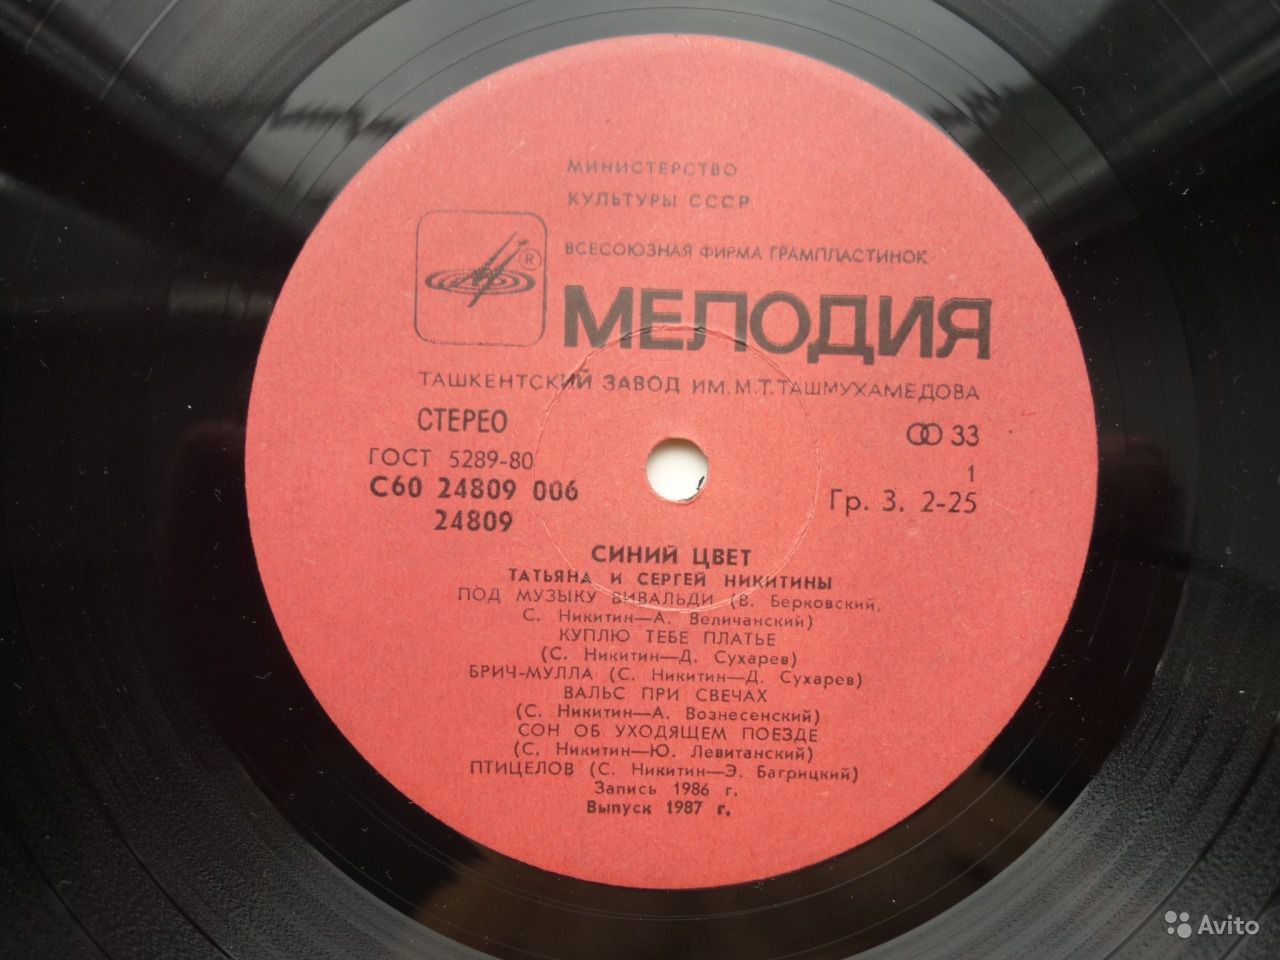 МИНИСТЕРСТВО
КУЛЬТУРЫ СССР
ВСЕСОЮЗНАЯ ФИРМА ГРАМПЛАСТИНОК
®
МЕЛОДИЯ
ТАШКЕНТСКИЙ ЗАВОД ИМ. М.Т. ТАШМУХАМЕДОВА
СТЕРЕО 33
ГОСТ 5289-80 1
С60 24809 006 Гр. 3. 2-25
24809
СИНИЙ ЦВЕТ
ТАТЬЯНА И СЕРГЕЙ НИКИТИНЫ
ПОД МУЗЫКУ ВИВАЛЬДИ (В. Берковский,
С. Никитин—А. Величанский)
КУПЛЮ ТЕБЕ ПЛАТЬЕ
(С. Никитин—Д. Сухарев)
БРИЧ-МУЛЛА (С. Никитин—Д. Сухарев)
ВАЛЬС ПРИ СВЕЧАХ
(С. Никитин—А. Вознесенский)
СОН ОБ УХОДЯЩЕМ ПОЕЗДЕ
(С. Никитин—Ю. Левитанский)
ПТИЦЕЛОВ (С. Никитин—Э. Багрицкий)
Запись 1986 г.
Выпуск 1987 г.
Avito